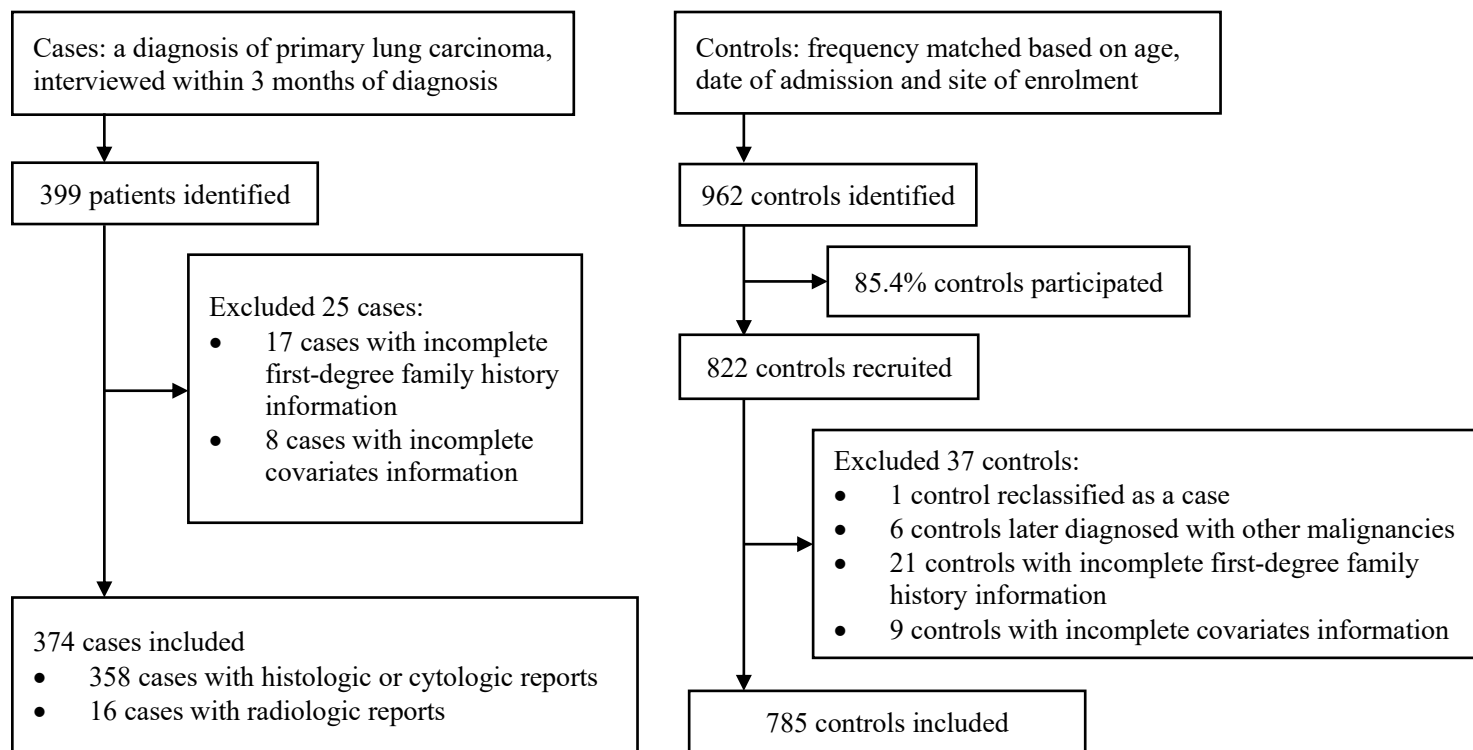 Cases: a diagnosis of primary lung carcinoma,
interviewed within 3 months of diagnosis
399 patients identified
Excluded 25 cases:
• 17 cases with incomplete
first-degree family history
information
• 8 cases with incomplete
covariates information
374 cases included
• 358 cases with histologic or cytologic reports
• 16 cases with radiologic reports
Controls: frequency matched based on age,
date of admission and site of enrolment
962 controls identified
85.4% controls participated
822 controls recruited
Excluded 37 controls:
• 1 control reclassified as a case
• 6 controls later diagnosed with other malignancies
• 21 controls with incomplete first-degree family
history information
• 9 controls with incomplete covariates information
785 controls included